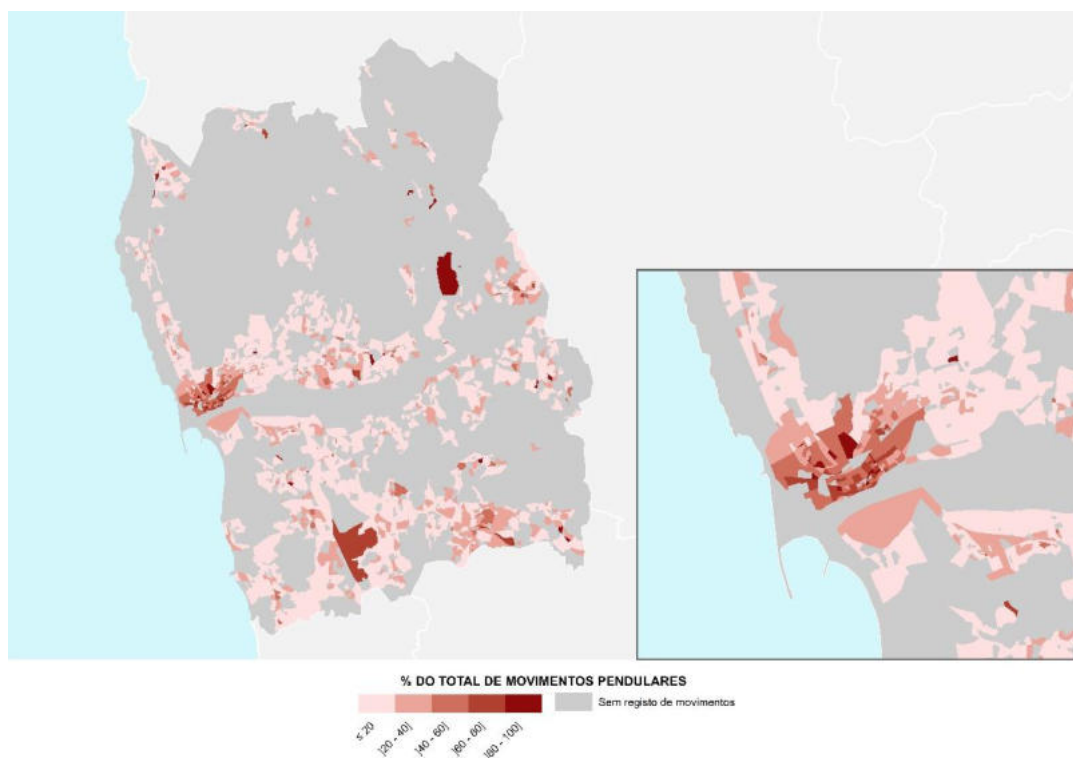 % DO TOTAL DE MOVIMENTOS PENDULARES
Sem registo de movimentos
≤ 20
]20 - 40]
]40 - 60]
]60 - 80]
]80 - 100]